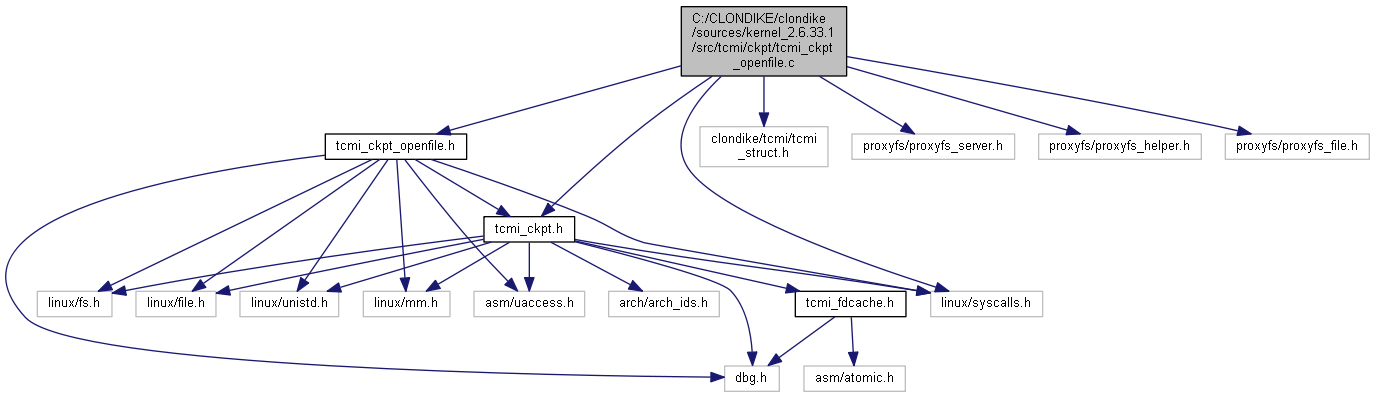 C:/CLONDIKE/clondike
/sources/kernel_2.6.33.1
/src/tcmi/ckpt/tcmi_ckpt
_openfile.c
tcmi_ckpt_openfile.h
clondike/tcmi/tcmi
_struct.h
proxyfs/proxyfs_server.h
proxyfs/proxyfs_helper.h
proxyfs/proxyfs_file.h
tcmi_ckpt.h
linux/fs.h
linux/file.h
linux/unistd.h
linux/mm.h
asm/uaccess.h
arch/arch_ids.h
tcmi_fdcache.h
linux/syscalls.h
dbg.h
asm/atomic.h